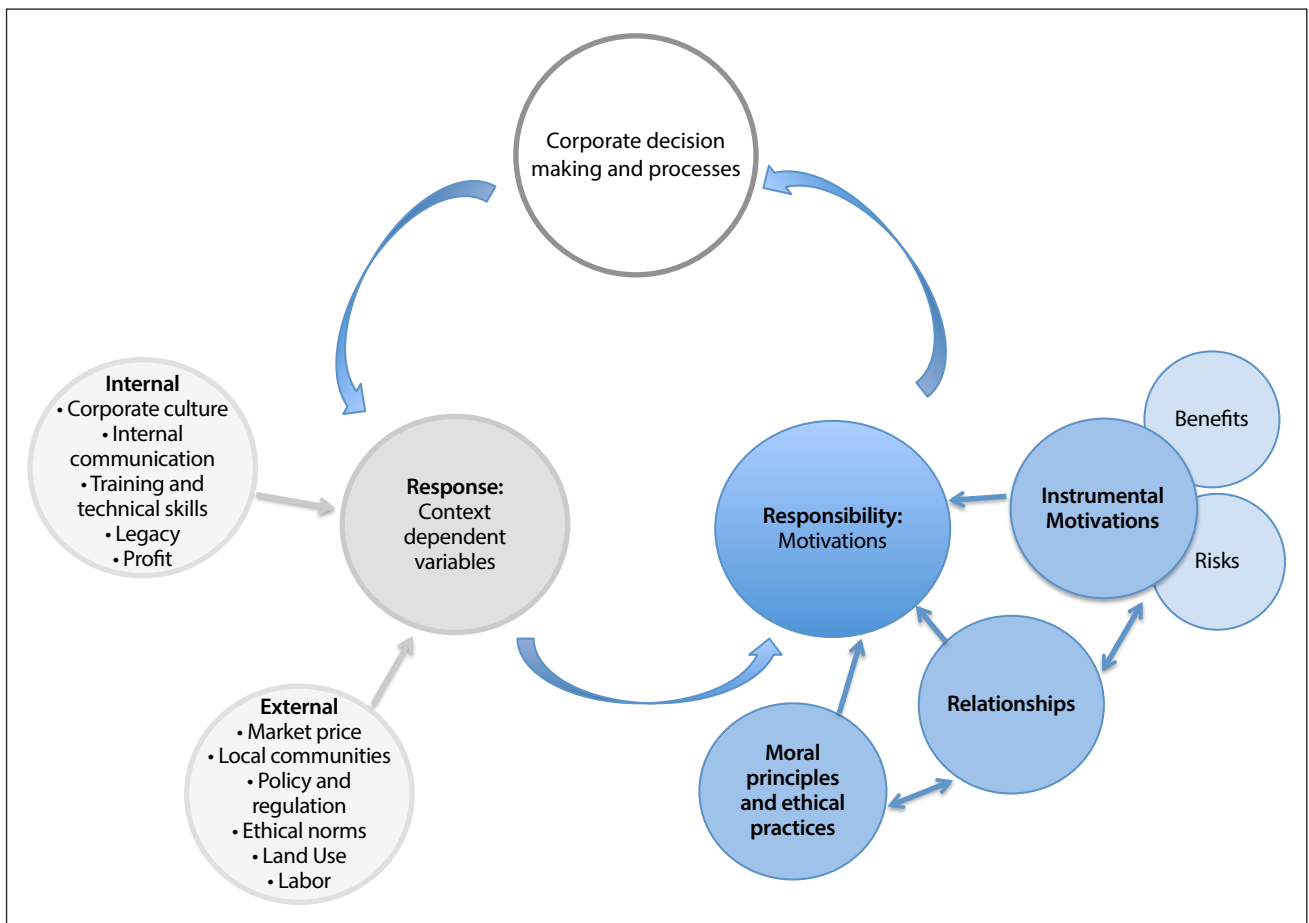 Corporate decision
making and processes
Internal
• Corporate culture
• Internal
communication
• Training and
technical skills
• Legacy
• Profit
Response:
Context
dependent
variables
Responsibility:
Motivations
Instrumental
Motivations
Benefits
Risks
Relationships
Moral
principles
and ethical
practices
External
• Market price
• Local communities
• Policy and
regulation
• Ethical norms
• Land Use
• Labor